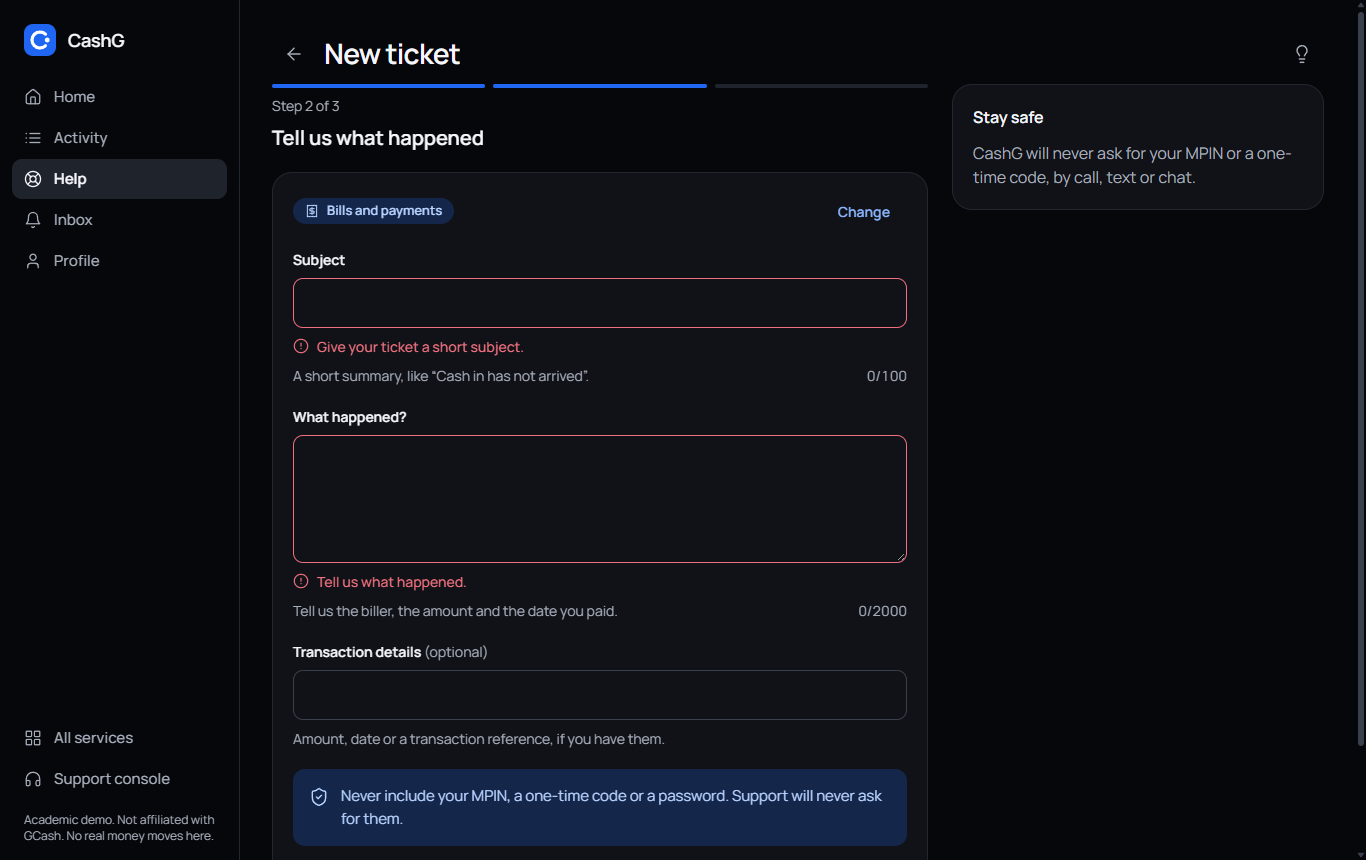 CashG
Home
Activity
Help
Inbox
Profile
All services
Support console
Academic demo. Not affiliated with
GCash. No real money moves here.
New ticket
Step 2 of 3
Tell us what happened
Bills and payments
Change
Subject
Give your ticket a short subject.
A short summary, like “Cash in has not arrived”.
0/100
What happened?
Tell us what happened.
Tell us the biller, the amount and the date you paid.
0/2000
Transaction details (optional)
Amount, date or a transaction reference, if you have them.
Never include your MPIN, a one-time code or a password. Support will never ask
for them.
Stay safe
CashG will never ask for your MPIN or a one-
time code, by call, text or chat.